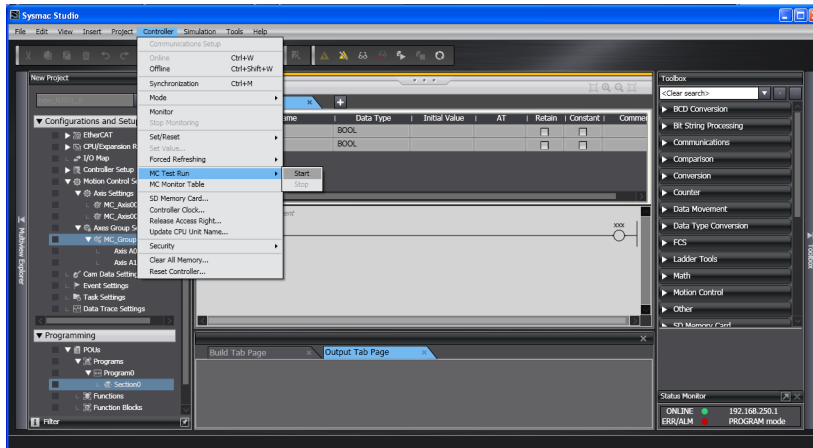 Sysmac Studio
File Edit View Insert Project Controller Simulation Tools Help
Communications Setup
Online Ctrl+W
Offline Ctrl+Shift+W
Synchronization Ctrl+M
Mode
Monitor
Stop Monitoring
Set/Reset
Set Value...
Forced Refreshing
MC Test Run
MC Monitor Table
SD Memory Card...
Controller Clock...
Release Access Right...
Update CPU Unit Name...
Security
Clear All Memory...
Reset Controller...
Start
Stop
Multiview Explorer
New Project
Configurations and Setup
EtherCAT
CPU/Expansion R
I/O Map
Controller Setup
Motion Control S
Axis Settings
MC_Axis00
MC_Axis00
Axes Group Se
MC_Group
Axis A0
Axis A1
Cam Data Setting
Event Settings
Task Settings
Data Trace Settings
Programming
POUs
Programs
Program0
Section0
Functions
Function Blocks
Filter
ame Data Type Initial Value AT Retain Constant Commen
BOOL
BOOL
xxx
Build Tab Page
Output Tab Page
Toolbox
<Clear search>
BCD Conversion
Bit String Processing
Communications
Comparison
Conversion
Counter
Data Movement
Data Type Conversion
FCS
Ladder Tools
Math
Motion Control
Other
SD Memory Card
Toolbox
Status Monitor
ONLINE 192.168.250.1
ERR/ALM PROGRAM mode